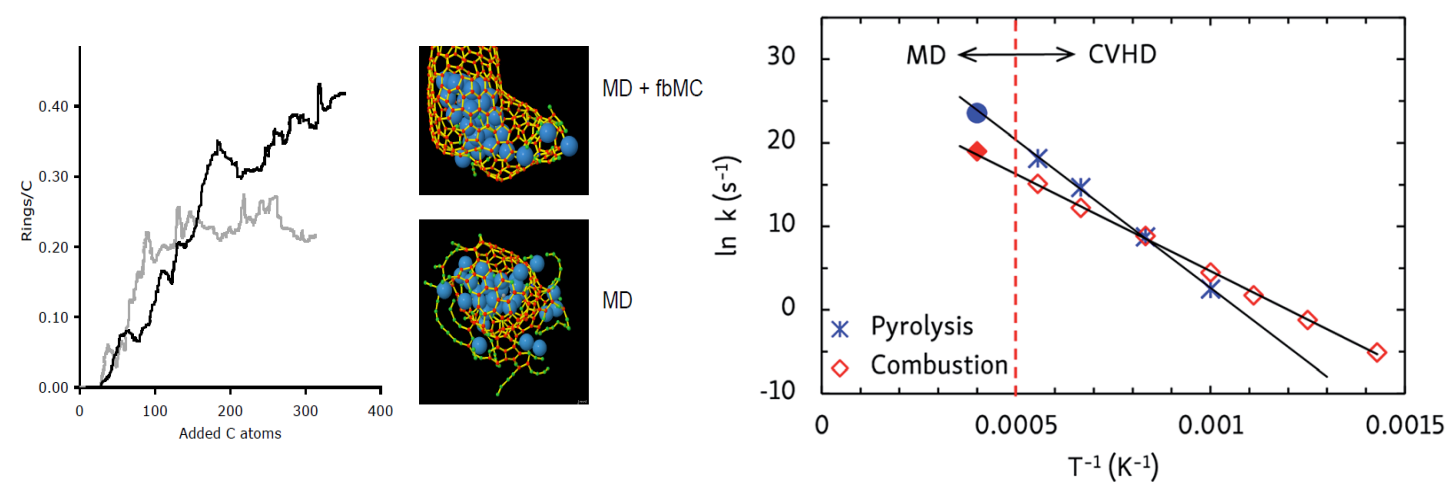 0.40
0.30
0.20
0.10
0.00
Rings/C
0 100 200 300 400
Added C atoms
MD + fbMC
MD
30
20
10
0
-10
ln k (s⁻¹)
MD CVHD
Pyrolysis
Combustion
0 0.0005 0.001 0.0015
T⁻¹ (K⁻¹)